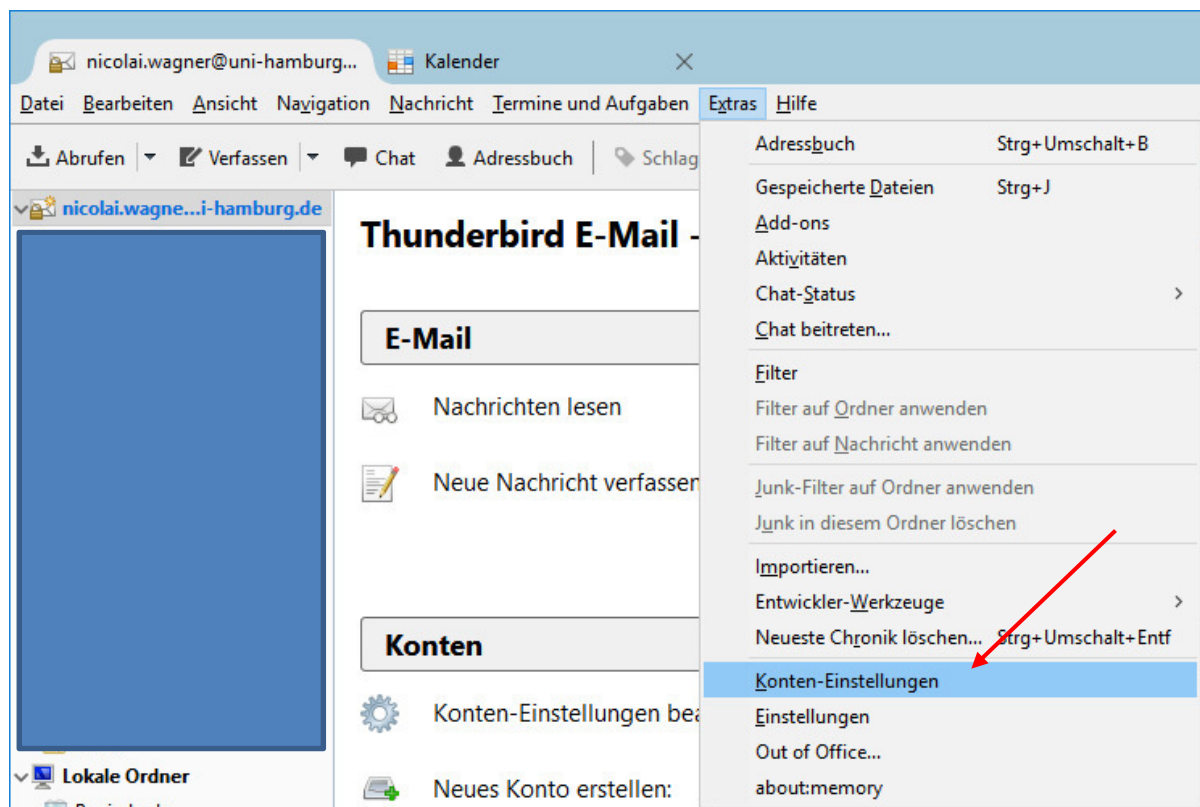 nicolai.wagner@uni-hamburg... Kalender
Datei Bearbeiten Ansicht Navigation Nachricht Termine und Aufgaben Extras Hilfe
Abrufen Verfassen Chat Adressbuch Schlag
nicolai.wagne...i-hamburg.de
Lokale Ordner
Thunderbird E-Mail -
E-Mail
Nachrichten lesen
Neue Nachricht verfassen
Konten
Konten-Einstellungen bea
Neues Konto erstellen:
Adressbuch Strg+Umschalt+B
Gespeicherte Dateien Strg+J
Add-ons
Aktivitäten
Chat-Status
Chat beitreten...
Filter
Filter auf Ordner anwenden
Filter auf Nachricht anwenden
Junk-Filter auf Ordner anwenden
Junk in diesem Ordner löschen
Importieren...
Entwickler-Werkzeuge
Neueste Chronik löschen... Strg+Umschalt+Entf
Konten-Einstellungen
Einstellungen
Out of Office...
about:memory